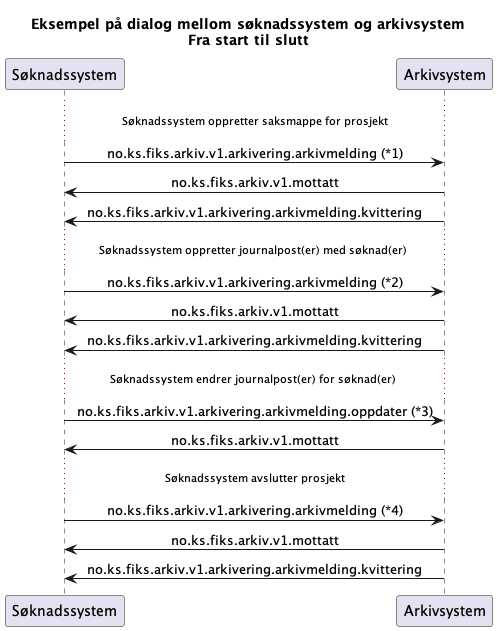 Eksempel på dialog mellom søknadssystem og arkivsystem
Fra start til slutt
Søknadssystem
Arkivsystem
Søknadssystem oppretter saksmappe for prosjekt
no.ks.fiks.arkiv.v1.arkivering.arkivmelding (*1)
no.ks.fiks.arkiv.v1.mottatt
no.ks.fiks.arkiv.v1.arkivering.arkivmelding.kvittering
Søknadssystem oppretter journalpost(er) med søknad(er)
no.ks.fiks.arkiv.v1.arkivering.arkivmelding (*2)
no.ks.fiks.arkiv.v1.mottatt
no.ks.fiks.arkiv.v1.arkivering.arkivmelding.kvittering
Søknadssystem endrer journalpost(er) for søknad(er)
no.ks.fiks.arkiv.v1.arkivering.arkivmelding.oppdater (*3)
no.ks.fiks.arkiv.v1.mottatt
Søknadssystem avslutter prosjekt
no.ks.fiks.arkiv.v1.arkivering.arkivmelding (*4)
no.ks.fiks.arkiv.v1.mottatt
no.ks.fiks.arkiv.v1.arkivering.arkivmelding.kvittering
Søknadssystem
Arkivsystem